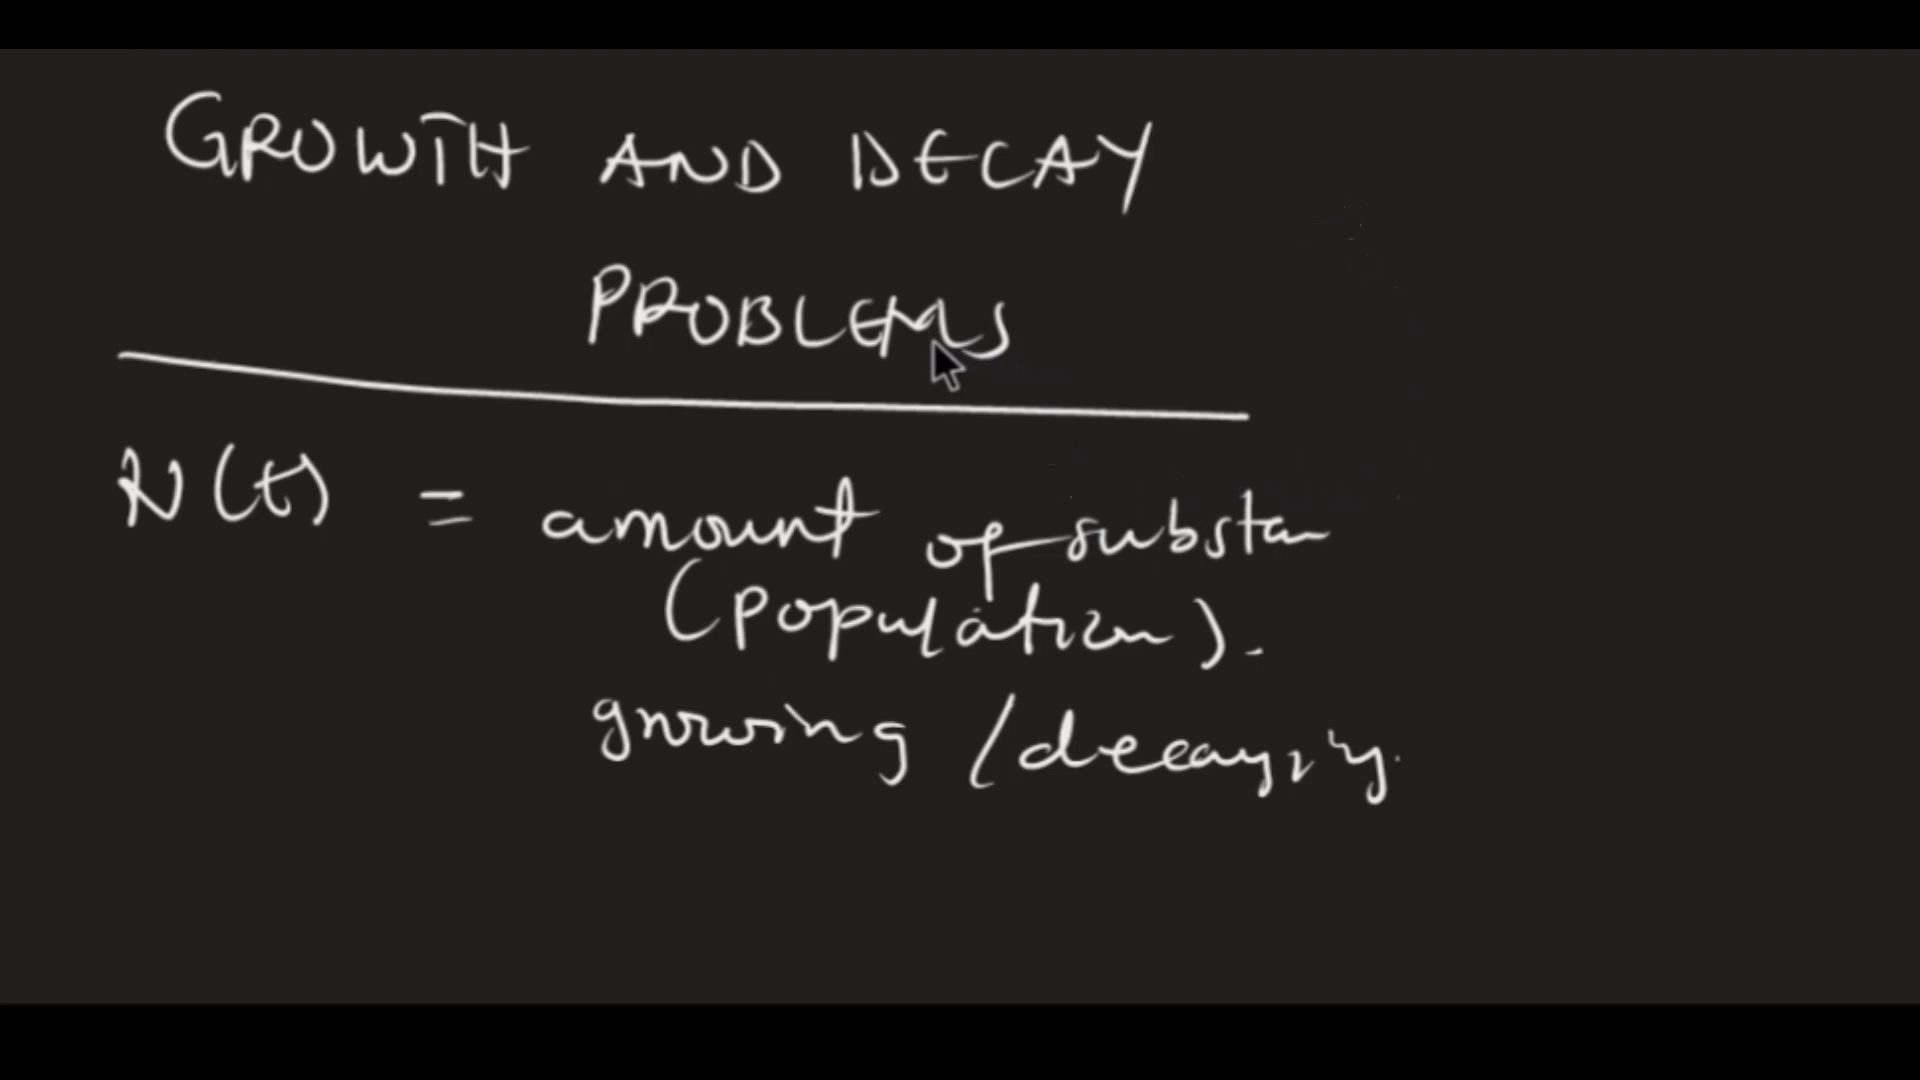 GROWTH AND DECAY
PROBLEMS
N(t) = amount of substan
(population).
growing / decaying.